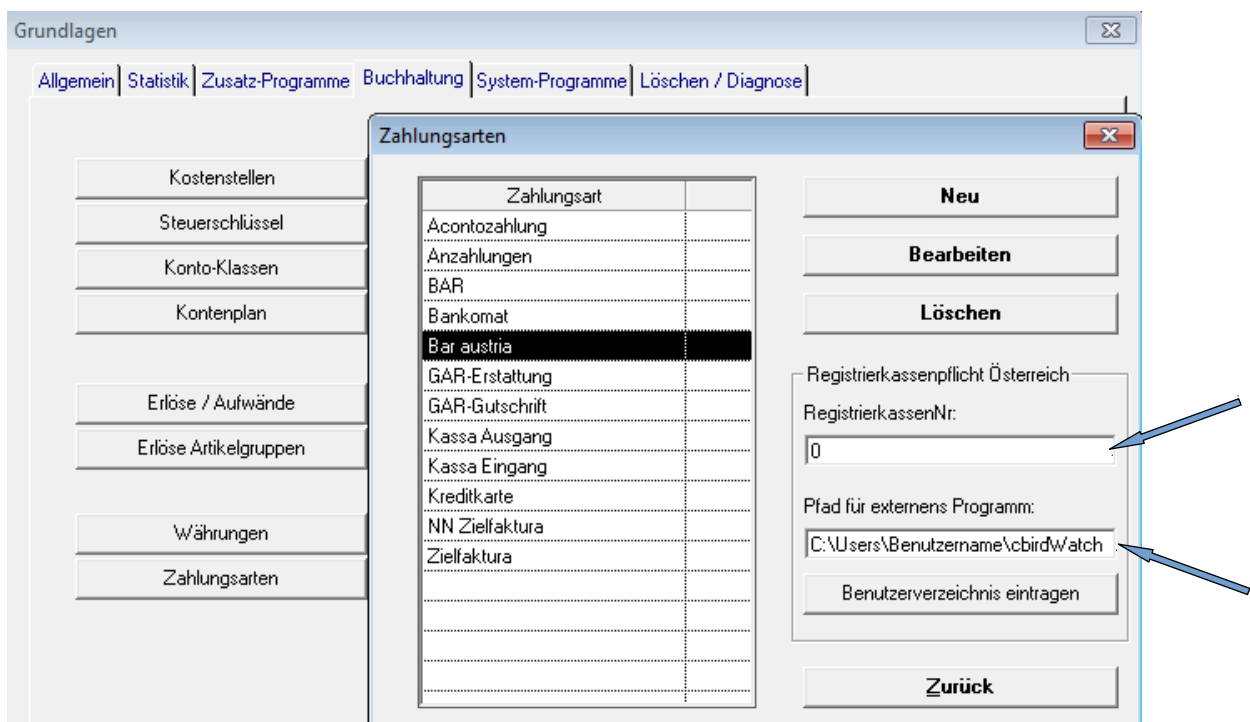 Grundlagen
Allgemein Statistik Zusatz-Programme Buchhaltung System-Programme Löschen / Diagnose
Kostenstellen
Steuerschlüssel
Konto-Klassen
Kontenplan
Erlöse / Aufwände
Erlöse Artikelgruppen
Währungen
Zahlungsarten
Zahlungsarten
Zahlungsart
Acontozahlung
Anzahlungen
BAR
Bankomat
Bar austria
GAR-Erstattung
GAR-Gutschrift
Kassa Ausgang
Kassa Eingang
Kreditkarte
NN Zielfaktura
Zielfaktura
Neu
Bearbeiten
Löschen
Registrierkassenpflicht Österreich
RegistrierkassenNr:
0
Pfad für externens Programm:
C:\Users\Benutzername\cbirdWatch
Benutzerverzeichnis eintragen
Zurück